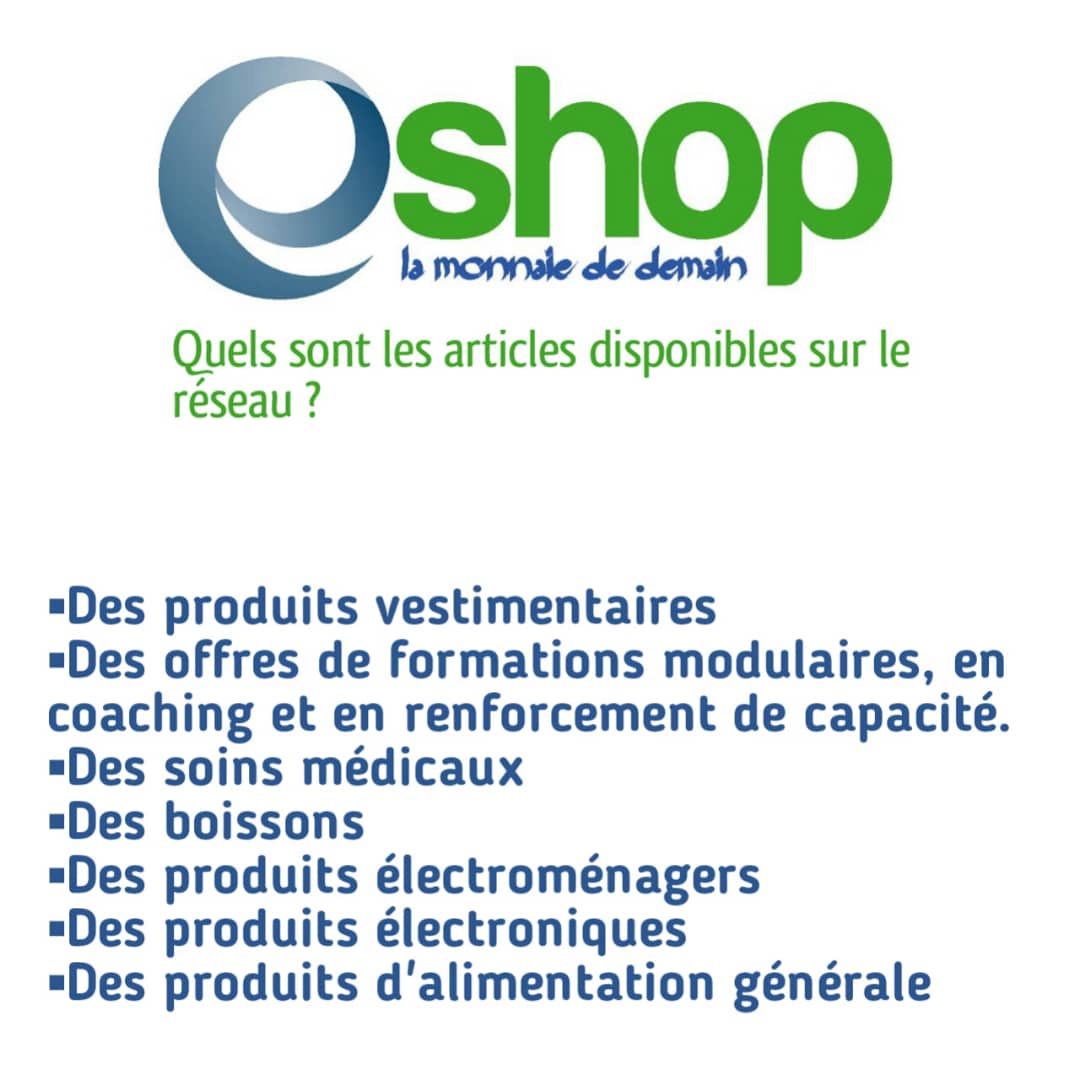 eshop
la monnaie de demain
Quels sont les articles disponibles sur le
réseau ?
▪Des produits vestimentaires
▪Des offres de formations modulaires, en
coaching et en renforcement de capacité.
▪Des soins médicaux
▪Des boissons
▪Des produits électroménagers
▪Des produits électroniques
▪Des produits d'alimentation générale